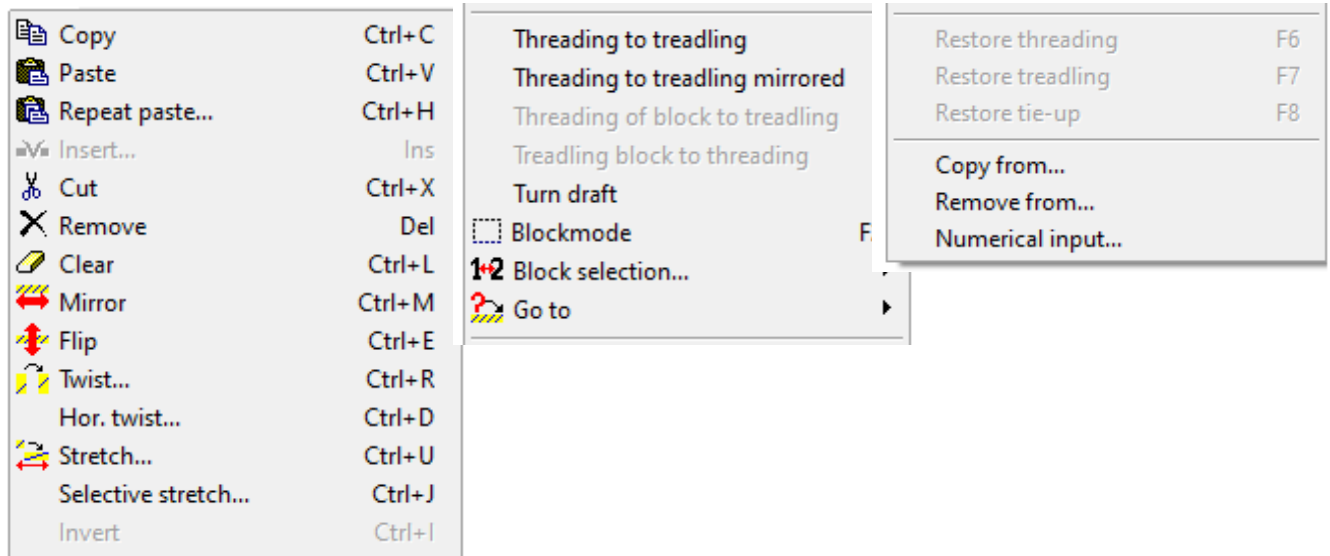 Copy Ctrl+C
Paste Ctrl+V
Repeat paste... Ctrl+H
Insert... Ins
Cut Ctrl+X
Remove Del
Clear Ctrl+L
Mirror Ctrl+M
Flip Ctrl+E
Twist... Ctrl+R
Hor. twist... Ctrl+D
Stretch... Ctrl+U
Selective stretch... Ctrl+J
Invert Ctrl+I
Threading to treadling
Threading to treadling mirrored
Threading of block to treadling
Treadling block to threading
Turn draft
Blockmode
1↔2 Block selection...
Go to
Restore threading F6
Restore treadling F7
Restore tie-up F8
Copy from...
Remove from...
Numerical input...